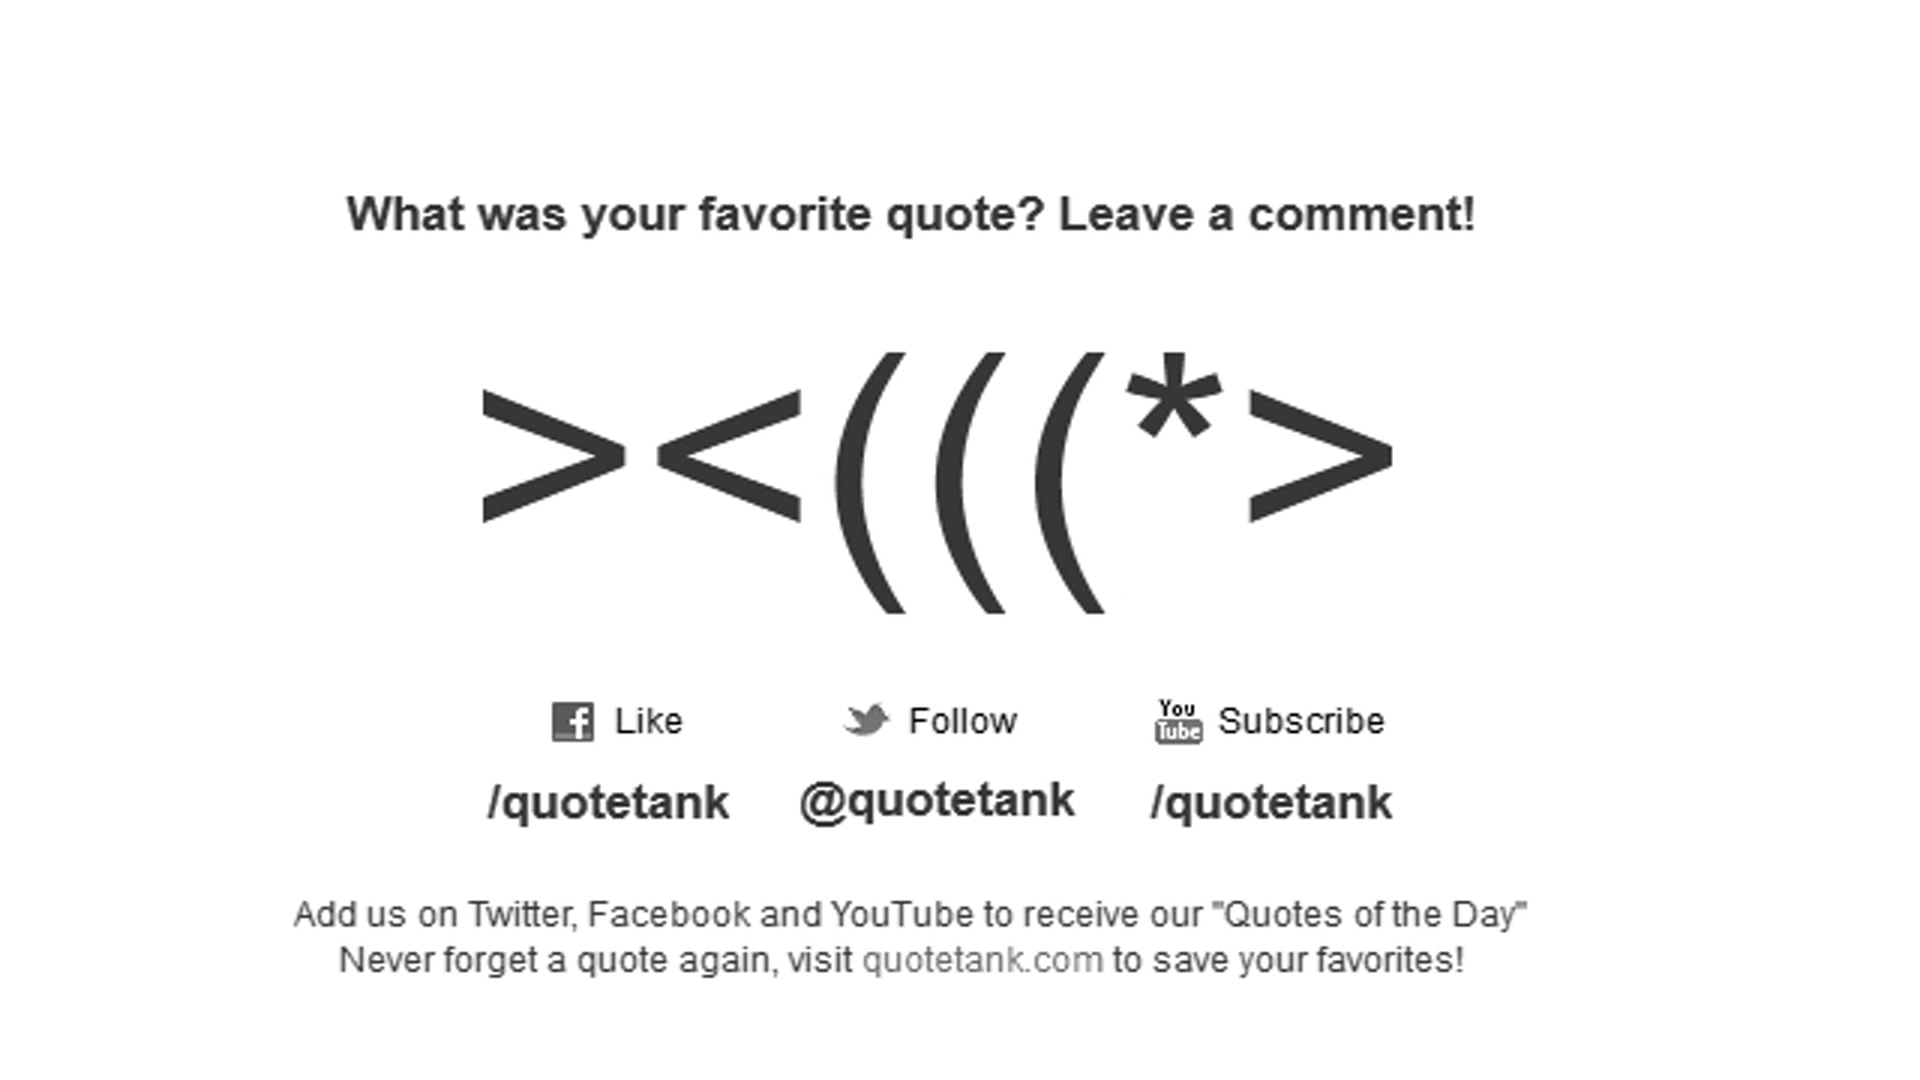 What was your favorite quote? Leave a comment!
><(((*>
f Like Follow You Tube Subscribe
/quotetank @quotetank /quotetank
Add us on Twitter, Facebook and YouTube to receive our "Quotes of the Day"
Never forget a quote again, visit quotetank.com to save your favorites!